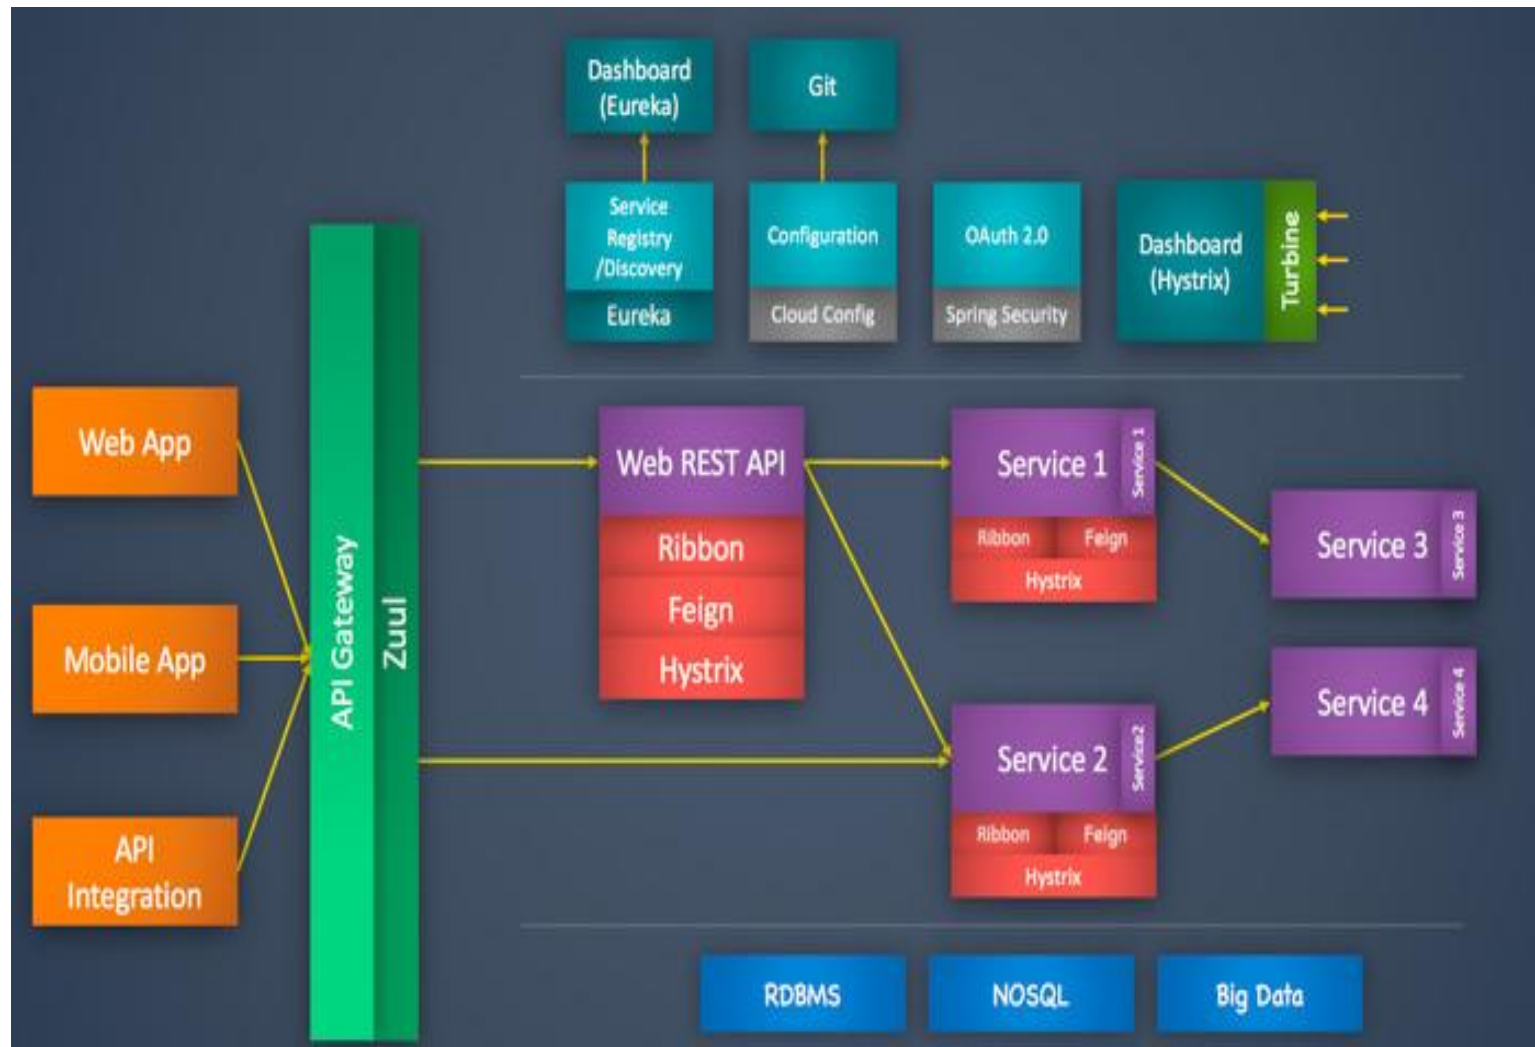 Dashboard
(Eureka)
Git
Service
Registry
/Discovery
Eureka
Configuration
Cloud Config
OAuth 2.0
Spring Security
Dashboard
(Hystrix)
Turbine
Web App
Mobile App
API
Integration
API Gateway
Zuul
Web REST API
Ribbon
Feign
Hystrix
Service 1
Service 1
Ribbon
Feign
Hystrix
Service 2
Service2
Ribbon
Feign
Hystrix
Service 3
Service 3
Service 4
Service 4
RDBMS
NOSQL
Big Data